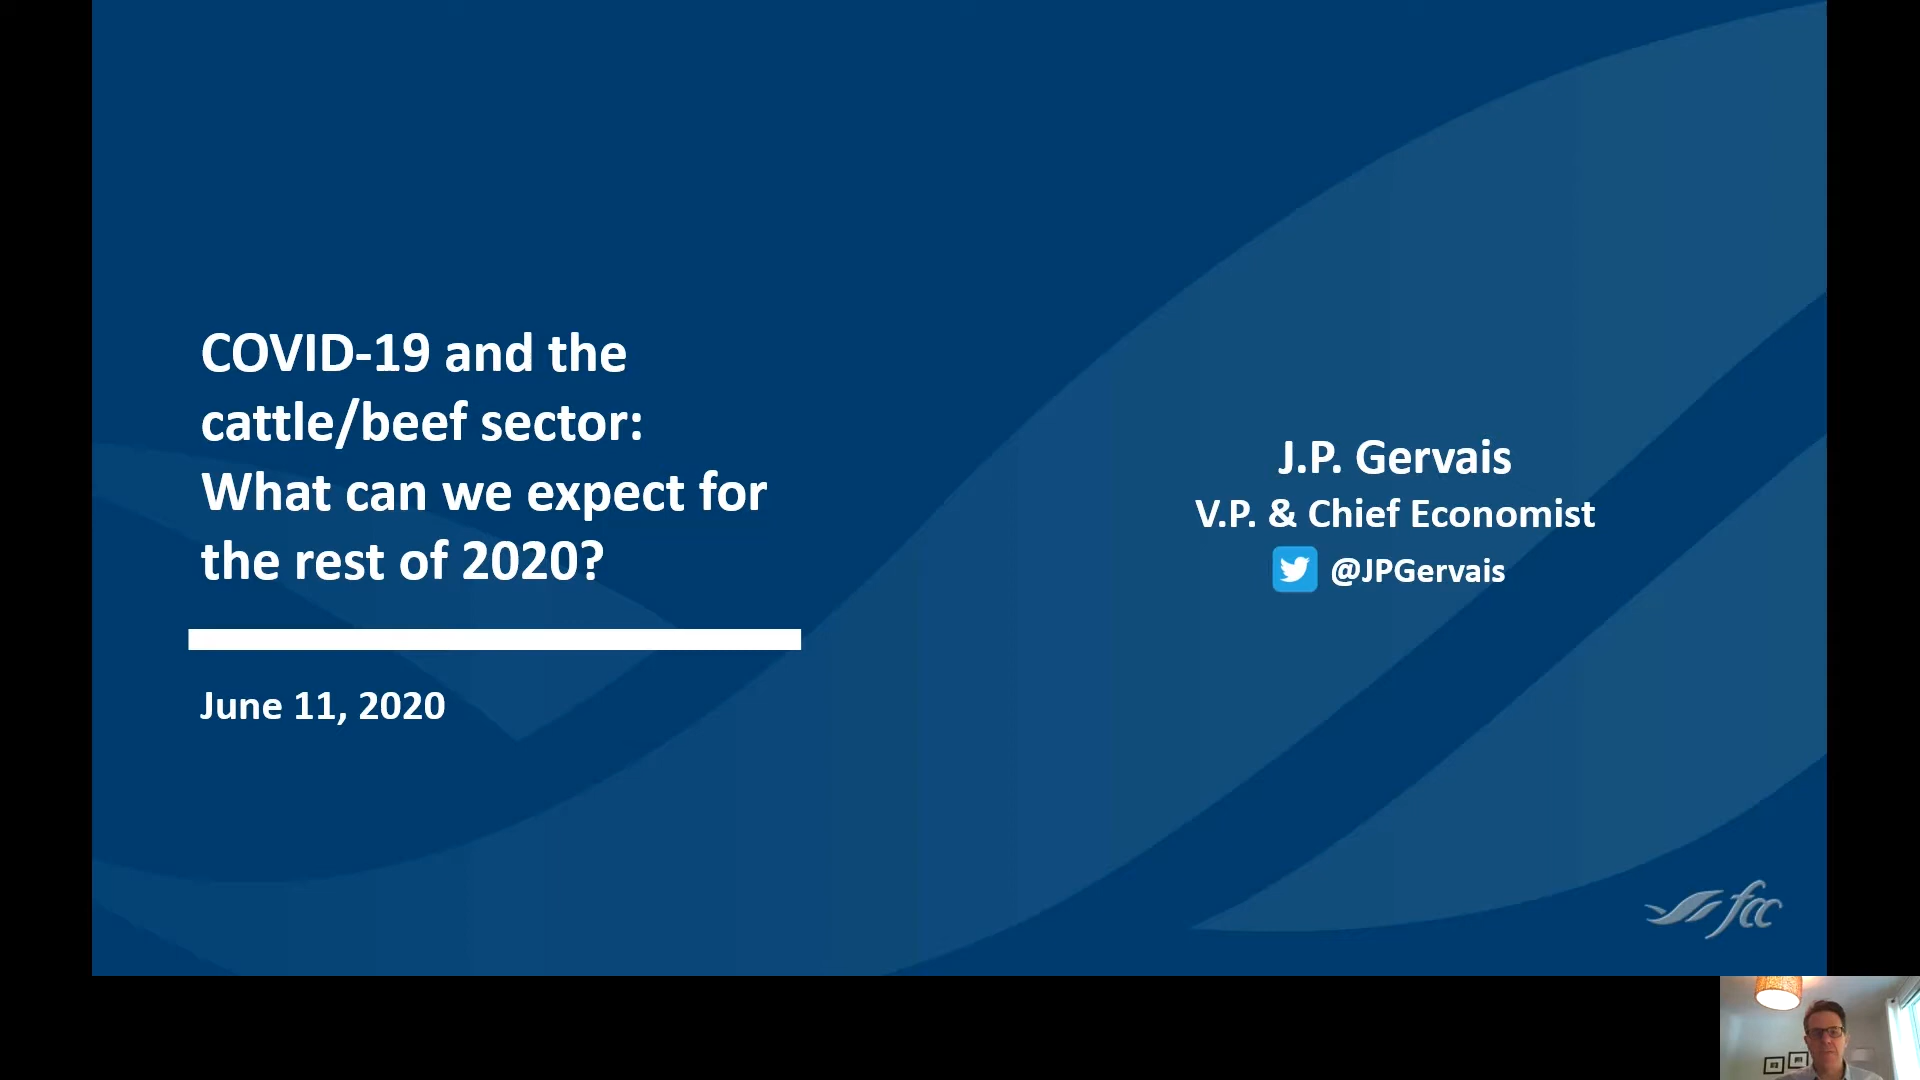 COVID-19 and the
cattle/beef sector:
What can we expect for
the rest of 2020?
June 11, 2020
J.P. Gervais
V.P. & Chief Economist
@JPGervais
fcc